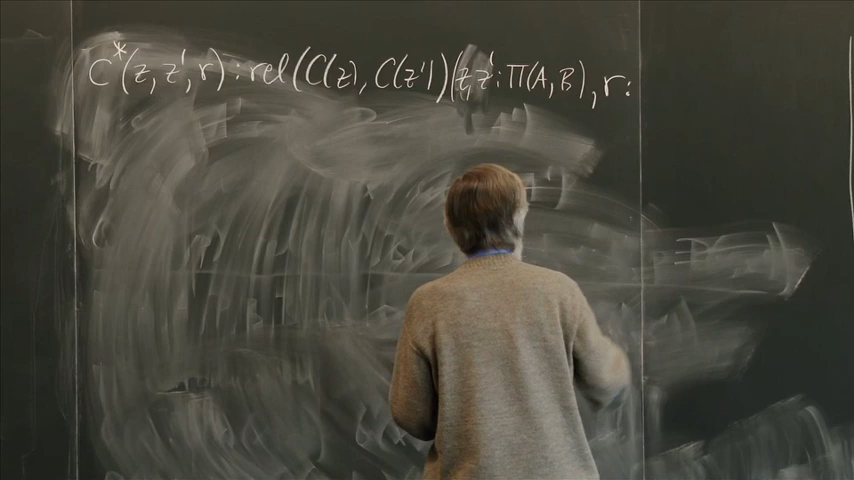 C*(z, z', r) : rel(C(z), C(z')) (z, z' : Π(A, B), r :